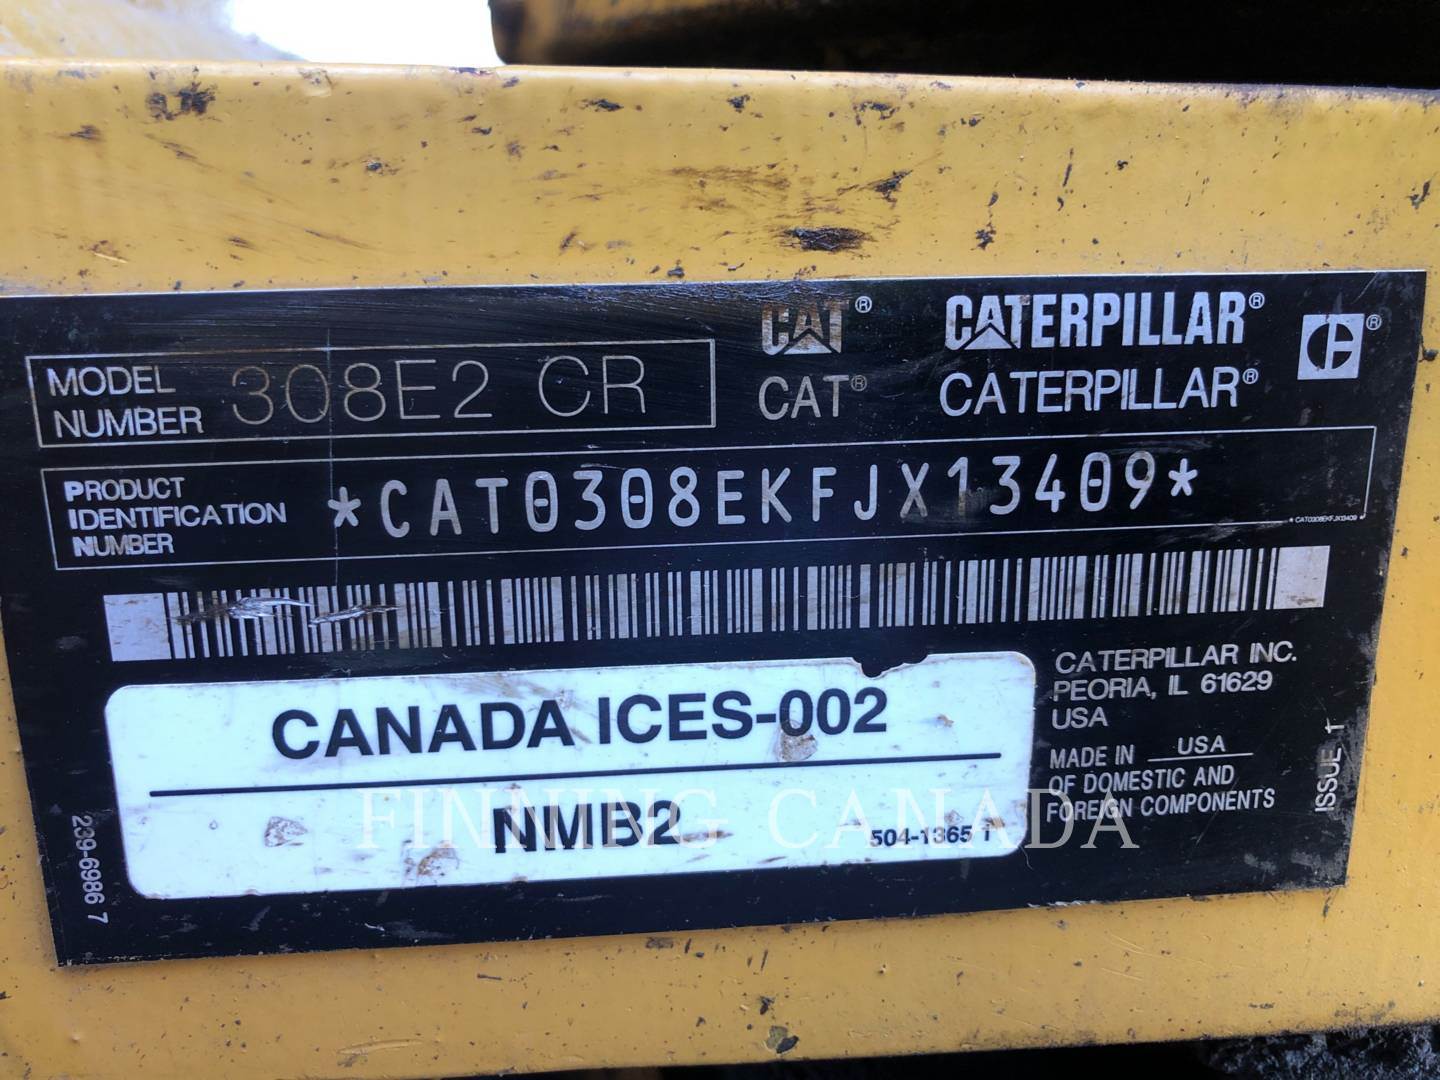 CAT® CATERPILLAR® ®
CAT® CATERPILLAR®
MODEL NUMBER 308E2 CR
PRODUCT IDENTIFICATION NUMBER *CAT0308EKFJX13409*
*CAT0308EKFJX13409*
CANADA ICES-002
NMB2
504-1365 1
CATERPILLAR INC.
PEORIA, IL 61629
USA
MADE IN USA
OF DOMESTIC AND
FOREIGN COMPONENTS
ISSUE 1
239-6986 7
FINNING CANADA